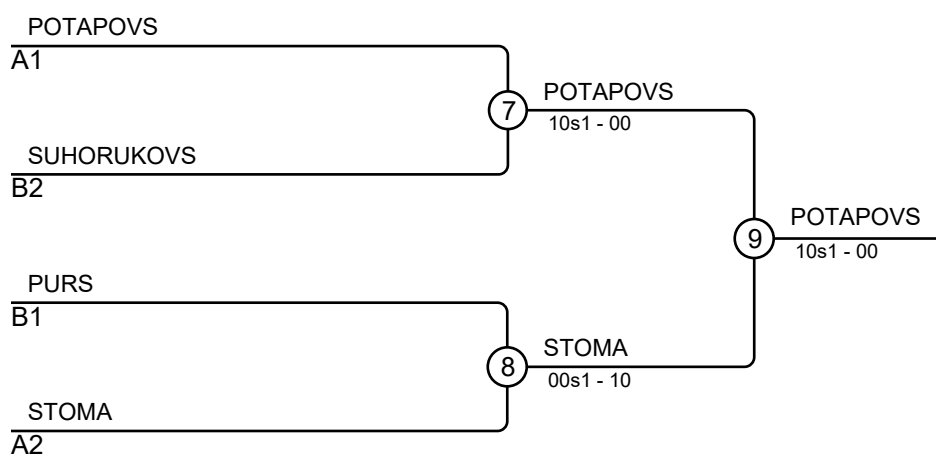 POTAPOVS
A1
7
POTAPOVS
10s1 - 00
SUHORUKOVS
B2
9
POTAPOVS
10s1 - 00
PURS
B1
8
STOMA
00s1 - 10
STOMA
A2